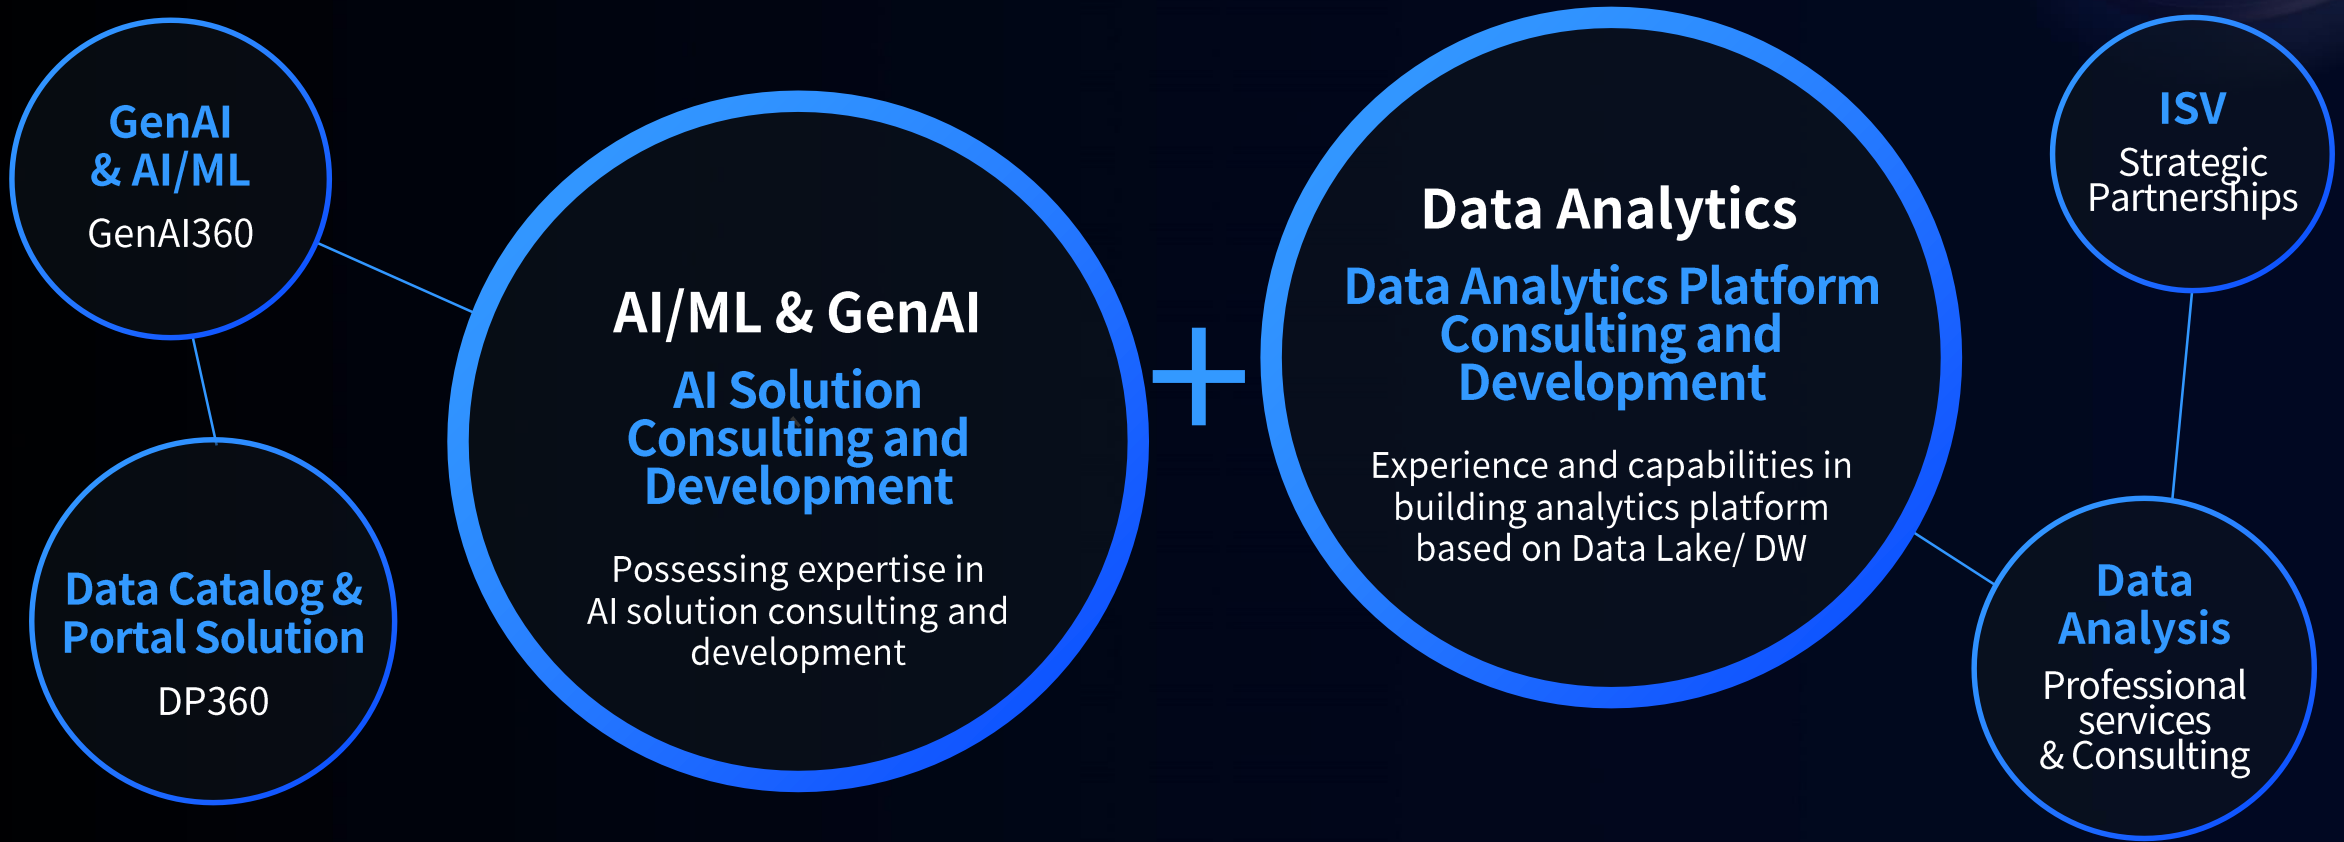 GenAI
& AI/ML
GenAI360
Data Catalog &
Portal Solution
DP360
AI/ML & GenAI
AI Solution
Consulting and
Development
Possessing expertise in
AI solution consulting and
development
+
Data Analytics
Data Analytics Platform
Consulting and
Development
Experience and capabilities in
building analytics platform
based on Data Lake/ DW
ISV
Strategic
Partnerships
Data
Analysis
Professional
services
& Consulting